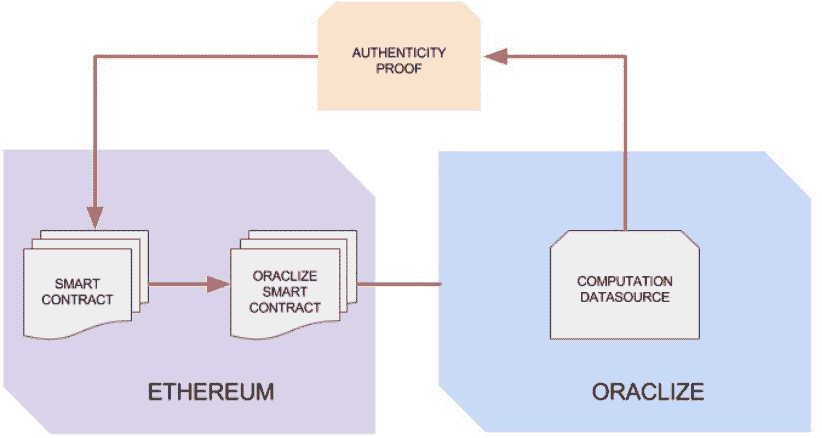 AUTHENTICITY
PROOF
SMART
CONTRACT
ORACLIZE
SMART
CONTRACT
COMPUTATION
DATASOURCE
ETHEREUM
ORACLIZE